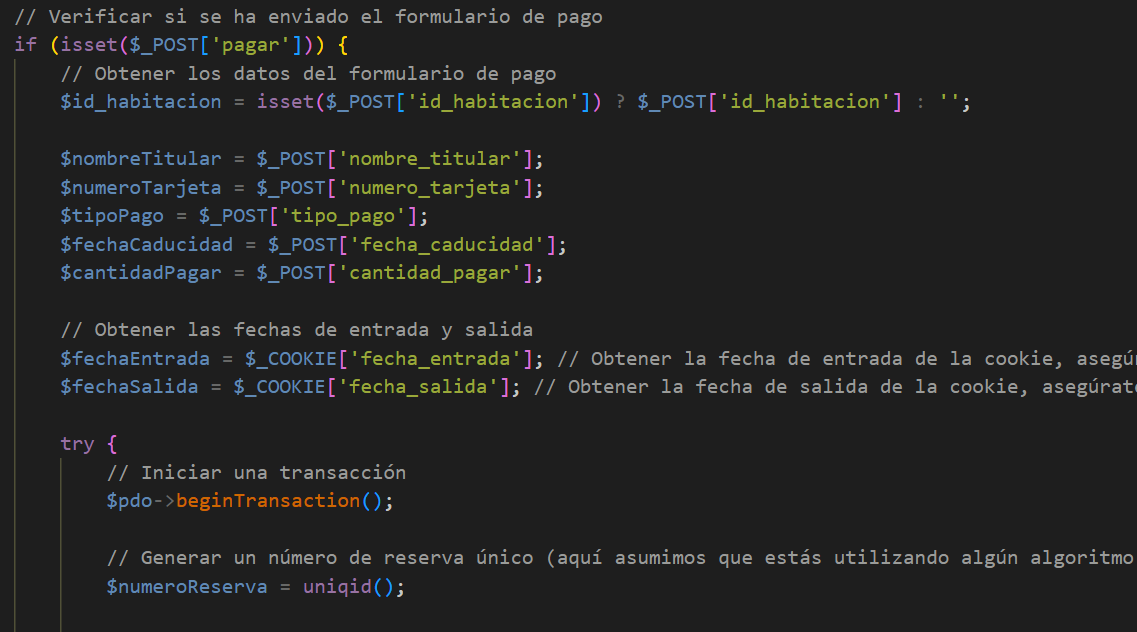 // Verificar si se ha enviado el formulario de pago
if (isset($_POST['pagar'])) {
// Obtener los datos del formulario de pago
$id_habitacion = isset($_POST['id_habitacion']) ? $_POST['id_habitacion'] : '';
$nombreTitular = $_POST['nombre_titular'];
$numeroTarjeta = $_POST['numero_tarjeta'];
$tipoPago = $_POST['tipo_pago'];
$fechaCaducidad = $_POST['fecha_caducidad'];
$cantidadPagar = $_POST['cantidad_pagar'];
// Obtener las fechas de entrada y salida
$fechaEntrada = $_COOKIE['fecha_entrada']; // Obtener la fecha de entrada de la cookie,
$fechaSalida = $_COOKIE['fecha_salida']; // Obtener la fecha de salida de la cookie,
try {
// Iniciar una transacción
$pdo->beginTransaction();
// Generar un número de reserva único (aquí asumimos que estás utilizando algún algoritmo
$numeroReserva = uniqid();